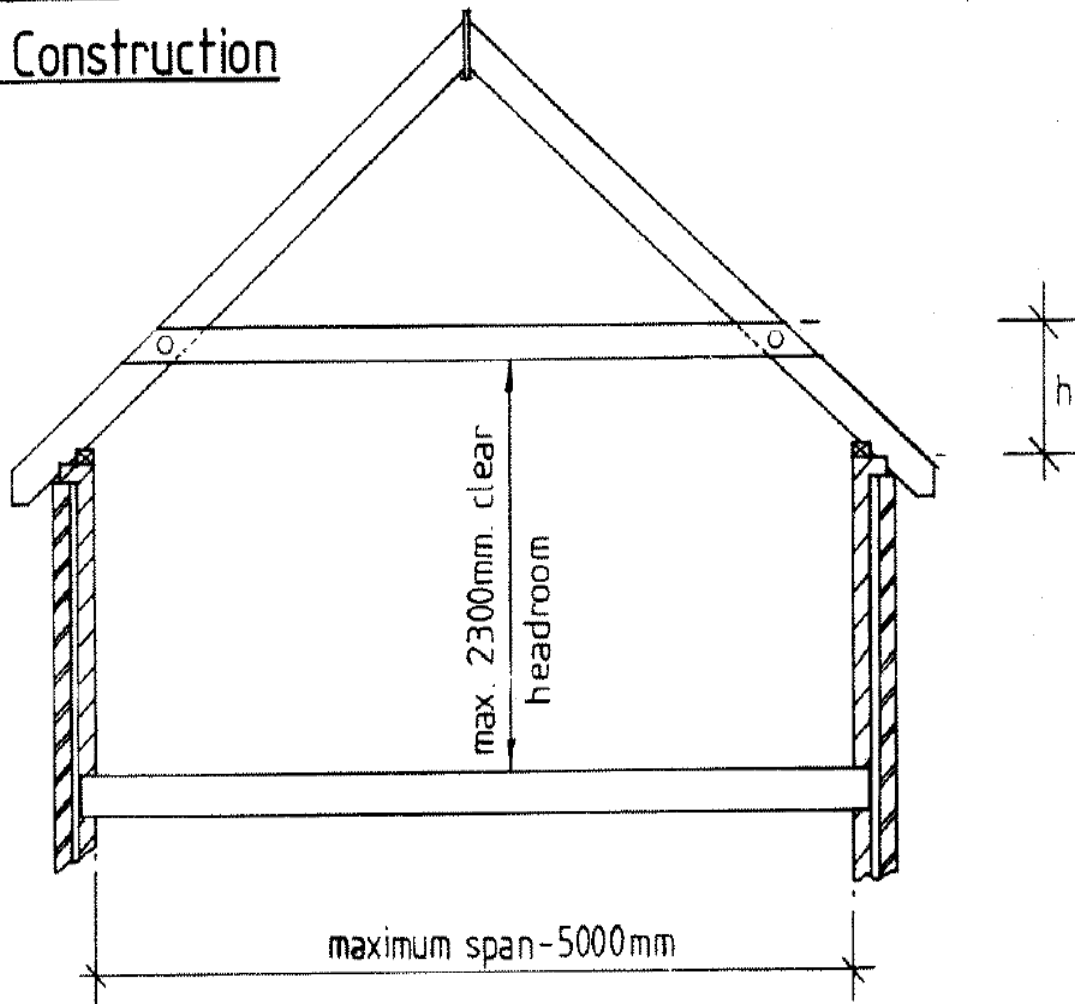 Construction
max. 2300mm. clear
headroom
h
maximum span-5000mm